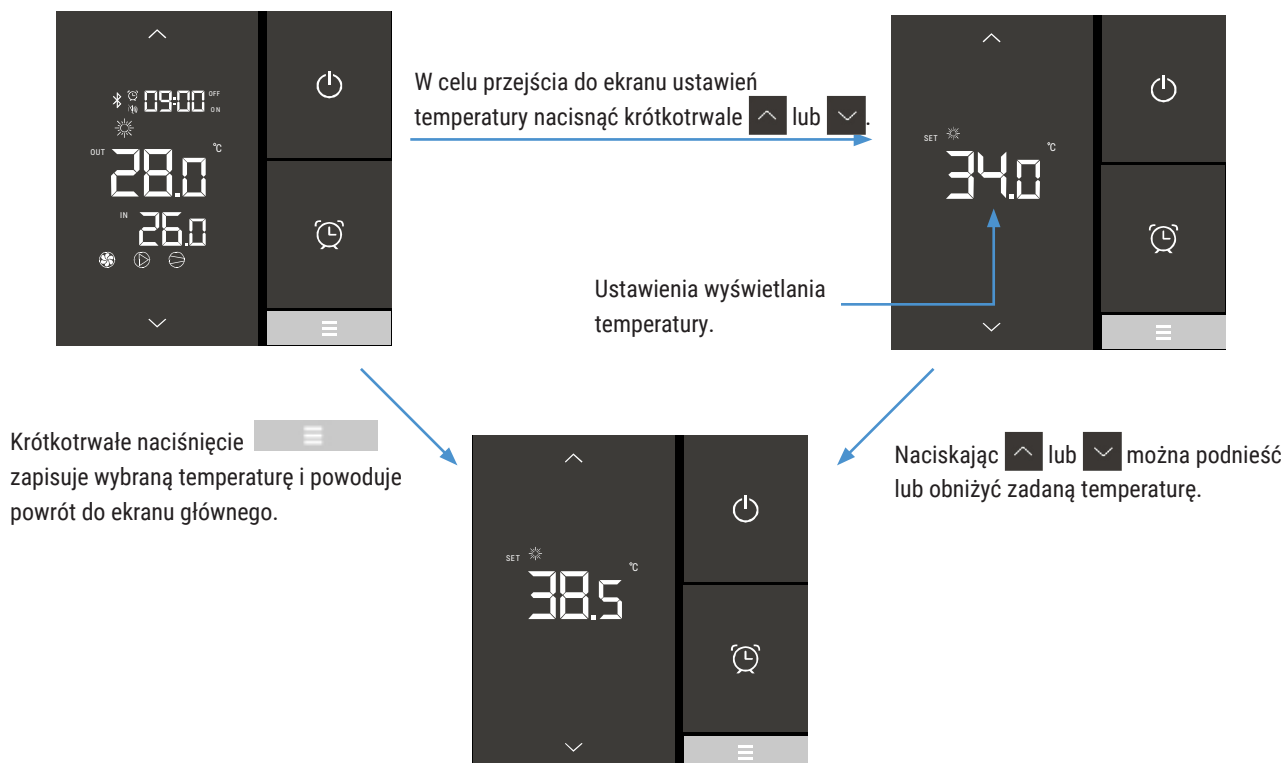 09:00 OFF
ON
OUT 28.0 °C
IN 26.0
W celu przejścia do ekranu ustawień
temperatury nacisnąć krótkotrwale lub .
SET 34.0 °C
Ustawienia wyświetlania
temperatury.
Krótkotrwałe naciśnięcie
zapisuje wybraną temperaturę i powoduje
powrót do ekranu głównego.
Naciskając lub można podnieść
lub obniżyć zadaną temperaturę.
SET 38.5 °C